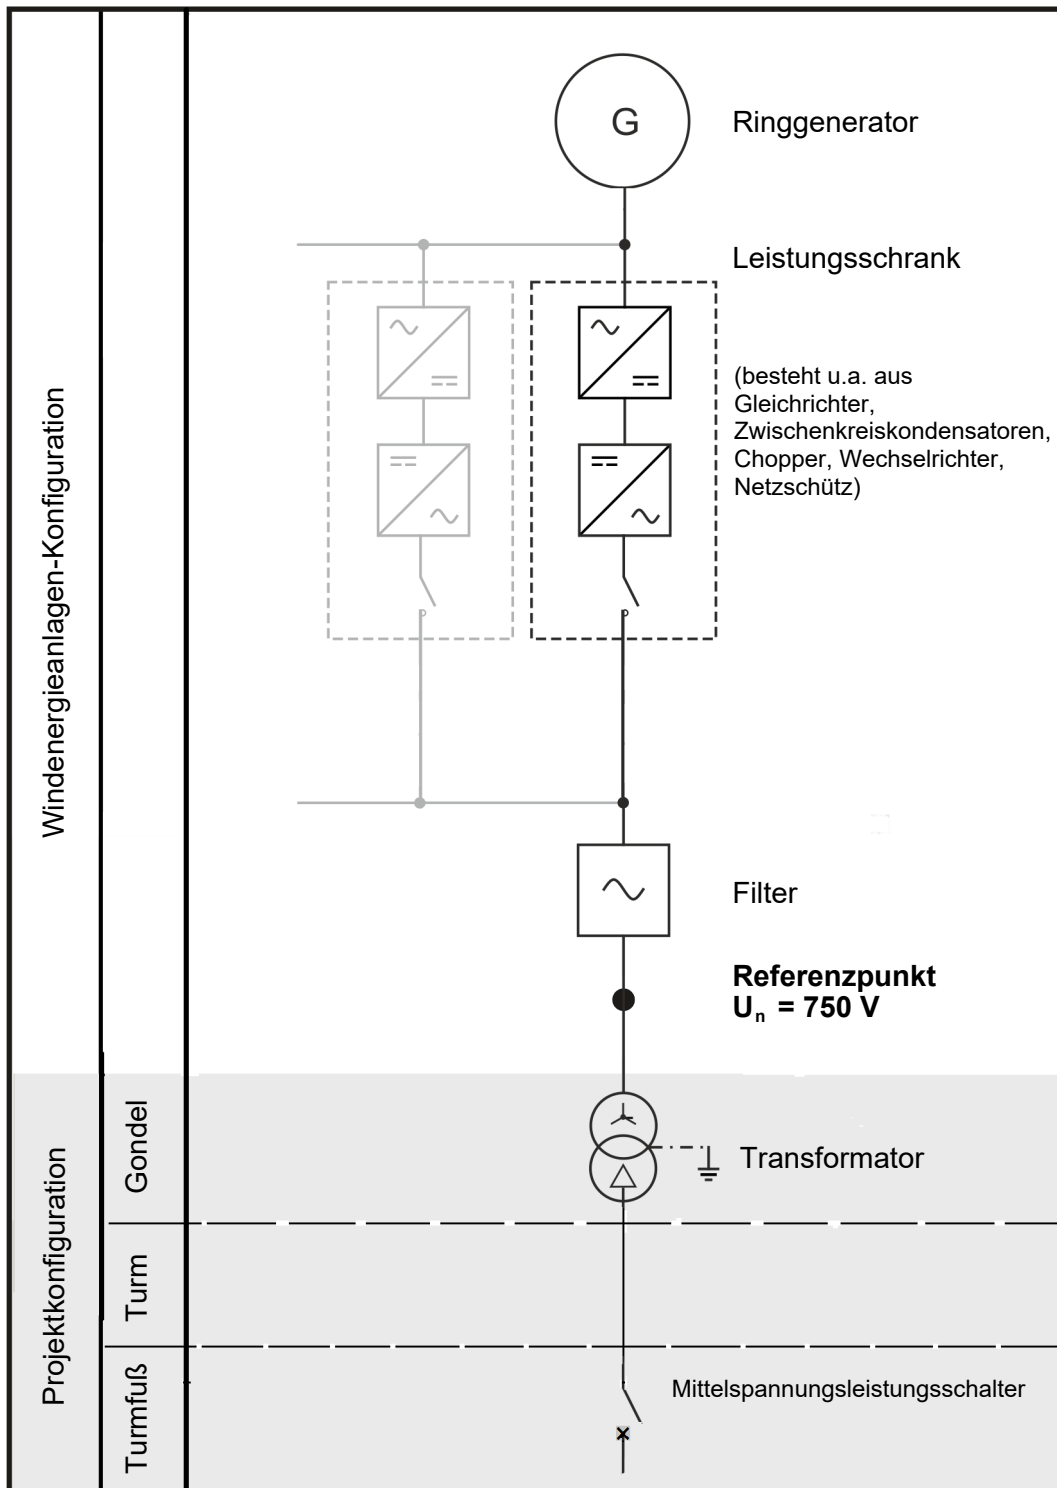 G
Ringgenerator
Leistungsschrank
(besteht u.a. aus
Gleichrichter,
Zwischenkreiskondensatoren,
Chopper, Wechselrichter,
Netzschütz)
Windenergieanlagen-Konfiguration
Filter
Referenzpunkt
Un = 750 V
Projektkonfiguration
Gondel
Transformator
Turm
Turmfuß
Mittelspannungsleistungsschalter